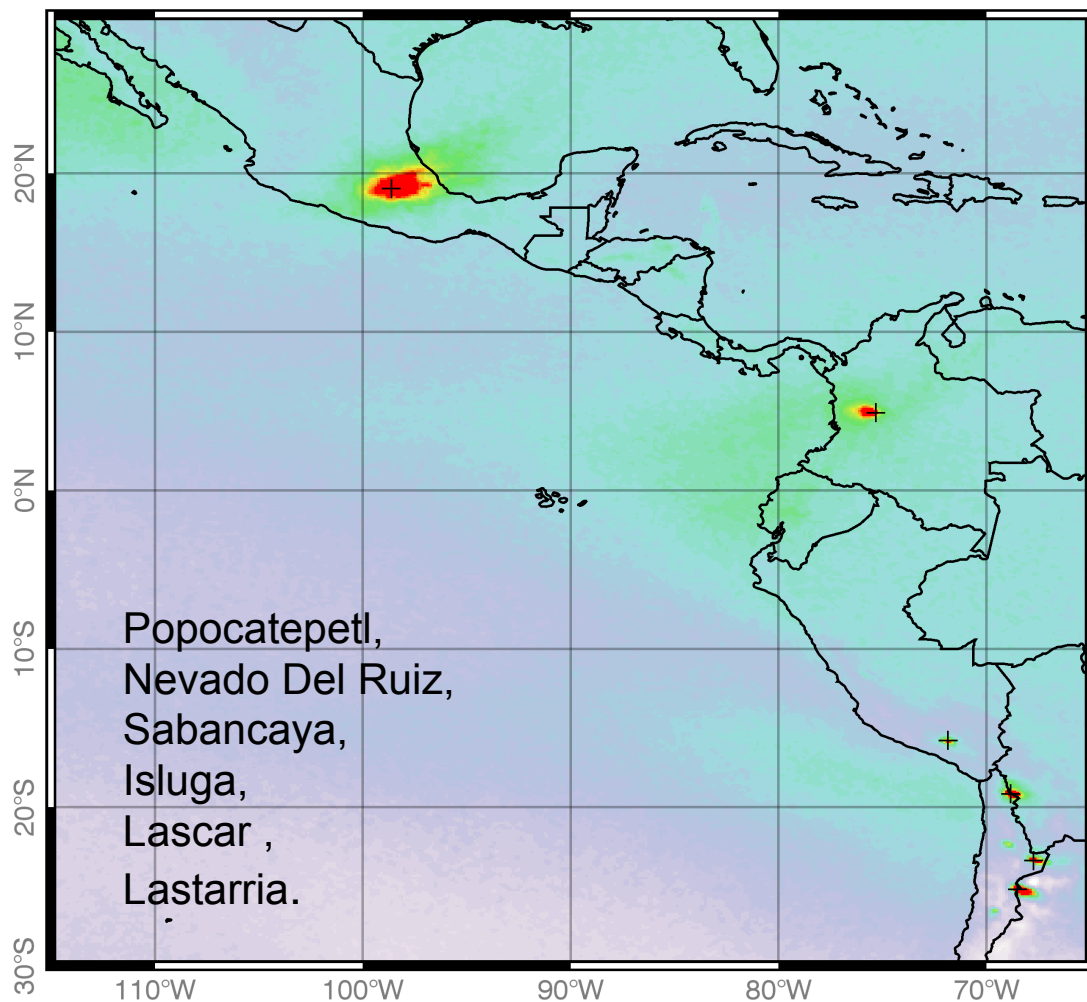 20°N
10°N
0°N
10°S
20°S
30°S
Popocatepetl,
Nevado Del Ruiz,
Sabancaya,
Isluga,
Lascar ,
Lastarria.
110°W
100°W
90°W
80°W
70°W